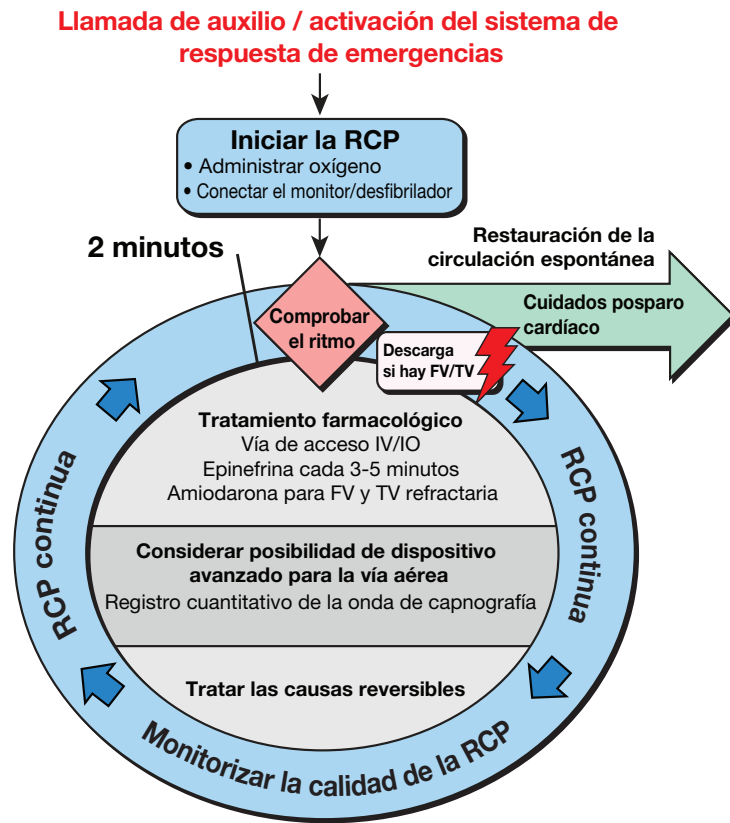 Llamada de auxilio / activación del sistema de
respuesta de emergencias
Iniciar la RCP
• Administrar oxígeno
• Conectar el monitor/desfibrilador
2 minutos
Restauración de la
circulación espontánea
Cuidados posparo
cardíaco
Comprobar
el ritmo
Descarga
si hay FV/TV
Tratamiento farmacológico
Vía de acceso IV/IO
Epinefrina cada 3-5 minutos
Amiodarona para FV y TV refractaria
Considerar posibilidad de dispositivo
avanzado para la vía aérea
Registro cuantitativo de la onda de capnografía
Tratar las causas reversibles
RCP continua
RCP continua
Monitorizar la calidad de la RCP